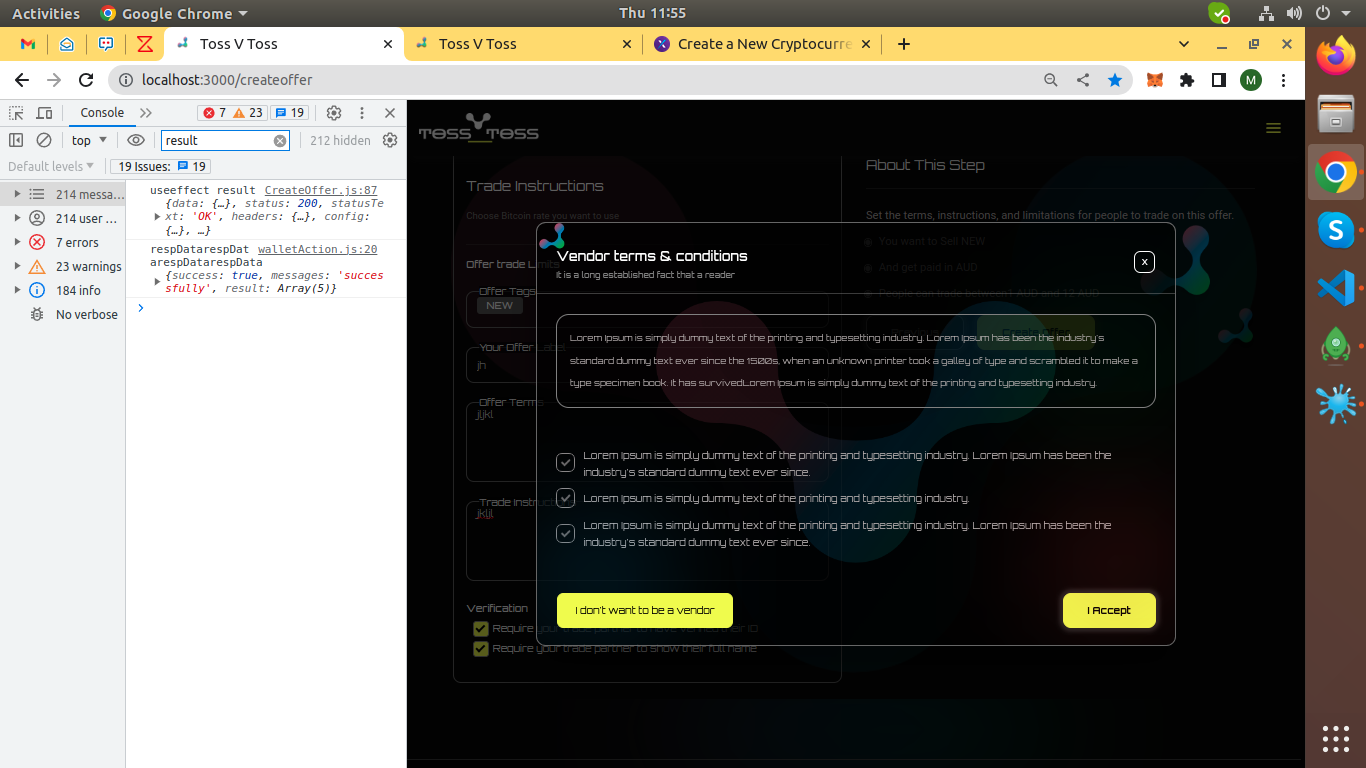 Activities
Google Chrome
Thu 11:55
Toss V Toss
Toss V Toss
Create a New Cryptocurre
localhost:3000/createoffer
M
Console
7
23
19
top
result
212 hidden
Default levels
19 Issues:
19
214 messa...
214 user ...
7 errors
23 warnings
184 info
No verbose
useeffect result CreateOffer.js:87
{data: {…}, status: 200, statusTe
xt: 'OK', headers: {…}, config:
{…}, …}
respDatarespDat walletAction.js:20
arespDatarespData
{success: true, messages: 'succes
sfully', result: Array(5)}
TOSS TOSS
Trade Instructions
Choose Bitcoin rate you want to use
Offer trade Limits
Offer Tags
NEW
Your Offer Label
jh
Offer Terms
jljkl
Trade Instructions
jkljl
Verification
Require your trade partner to have verified their ID
Require your trade partner to show their full name
About This Step
Set the terms, instructions, and limitations for people to trade on this offer.
You want to Sell NEW
And get paid in AUD
People can trade between1 AUD and 12 AUD
Create Offer
Vendor terms & conditions
It is a long established fact that a reader
x
Lorem Ipsum is simply dummy text of the printing and typesetting industry. Lorem Ipsum has been the industry's
standard dummy text ever since the 1500s, when an unknown printer took a galley of type and scrambled it to make a
type specimen book. It has survivedLorem Ipsum is simply dummy text of the printing and typesetting industry.
Lorem Ipsum is simply dummy text of the printing and typesetting industry. Lorem Ipsum has been the
industry's standard dummy text ever since.
Lorem Ipsum is simply dummy text of the printing and typesetting industry.
Lorem Ipsum is simply dummy text of the printing and typesetting industry. Lorem Ipsum has been the
industry's standard dummy text ever since.
I don't want to be a vendor
I Accept